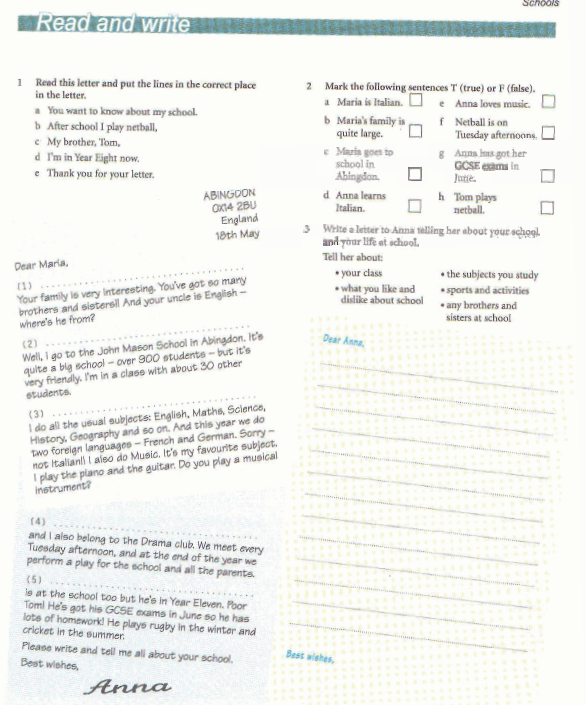 Schools
Read and write
1 Read this letter and put the lines in the correct place
in the letter.
a You want to know about my school.
b After school I play netball,
c My brother, Tom,
d I'm in Year Eight now.
e Thank you for your letter.
ABINGDON
OX14 2BU
England
18th May
Dear Maria,
(1) ........................................
Your family is very interesting. You've got so many
brothers and sisters!! And your uncle is English –
where's he from?
(2) ........................................
Well, I go to the John Mason School in Abingdon. It's
quite a big school – over 900 students – but it's
very friendly. I'm in a class with about 30 other
students.
(3) ........................................
I do all the usual subjects: English, Maths, Science,
History, Geography and so on. And this year we do
two foreign languages – French and German. Sorry –
not Italian!! I also do Music. It's my favourite subject.
I play the piano and the guitar. Do you play a musical
instrument?
(4) ........................................
and I also belong to the Drama club. We meet every
Tuesday afternoon, and at the end of the year we
perform a play for the school and all the parents.
(5) ........................................
is at the school too but he's in Year Eleven. Poor
Tom! He's got his GCSE exams in June so he has
lots of homework! He plays rugby in the winter and
cricket in the summer.
Please write and tell me all about your school.
Best wishes,
Anna
2 Mark the following sentences T (true) or F (false).
a Maria is Italian.
b Maria's family is
quite large.
c Maria goes to
school in
Abingdon.
d Anna learns
Italian.
e Anna loves music.
f Netball is on
Tuesday afternoons.
g Anna has got her
GCSE exams in
June.
h Tom plays
netball.
3 Write a letter to Anna telling her about your school
and your life at school.
Tell her about:
• your class
• what you like and
dislike about school
• the subjects you study
• sports and activities
• any brothers and
sisters at school
Dear Anna,
Best wishes,